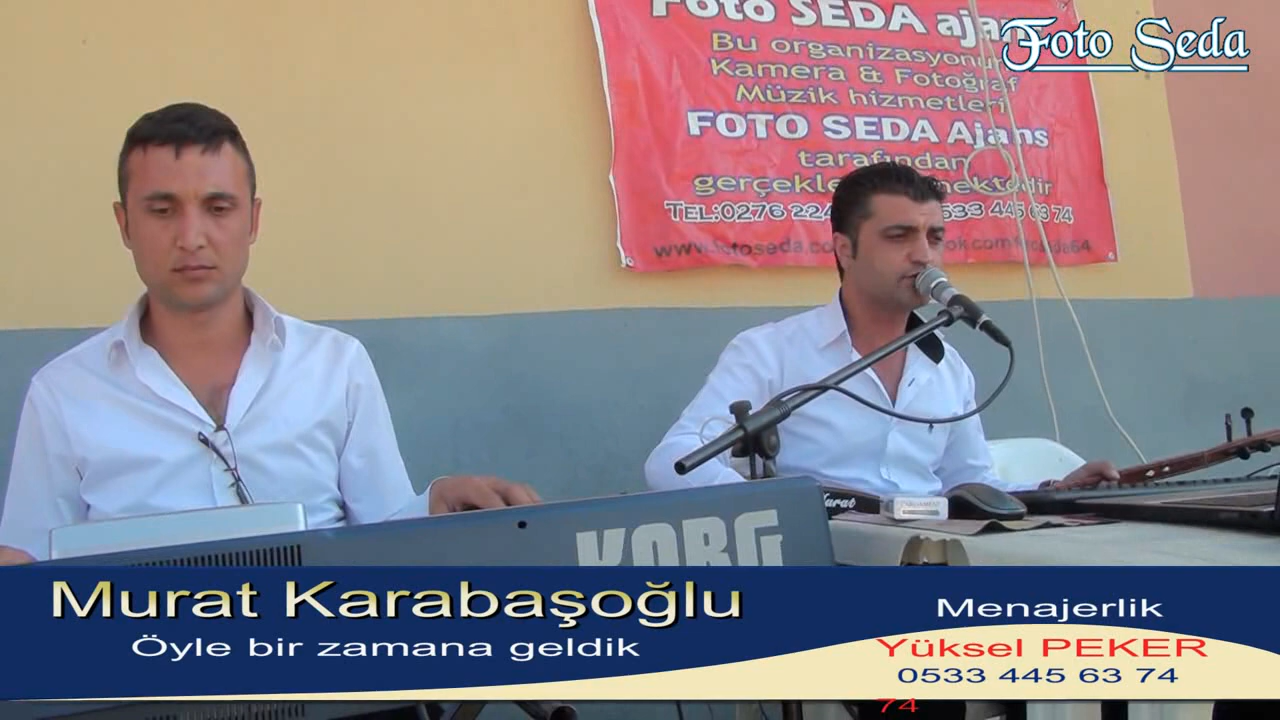 Foto SEDA ajans
Foto Seda
Bu organizasyonun
Kamera & Fotoğraf
Müzik hizmetleri
FOTO SEDA Ajans
tarafından
TEL:0276 445 63 74
KORG
Murat Karabaşoğlu
Öyle bir zamana geldik
Menajerlik
Yüksel PEKER
0533 445 63 74
74